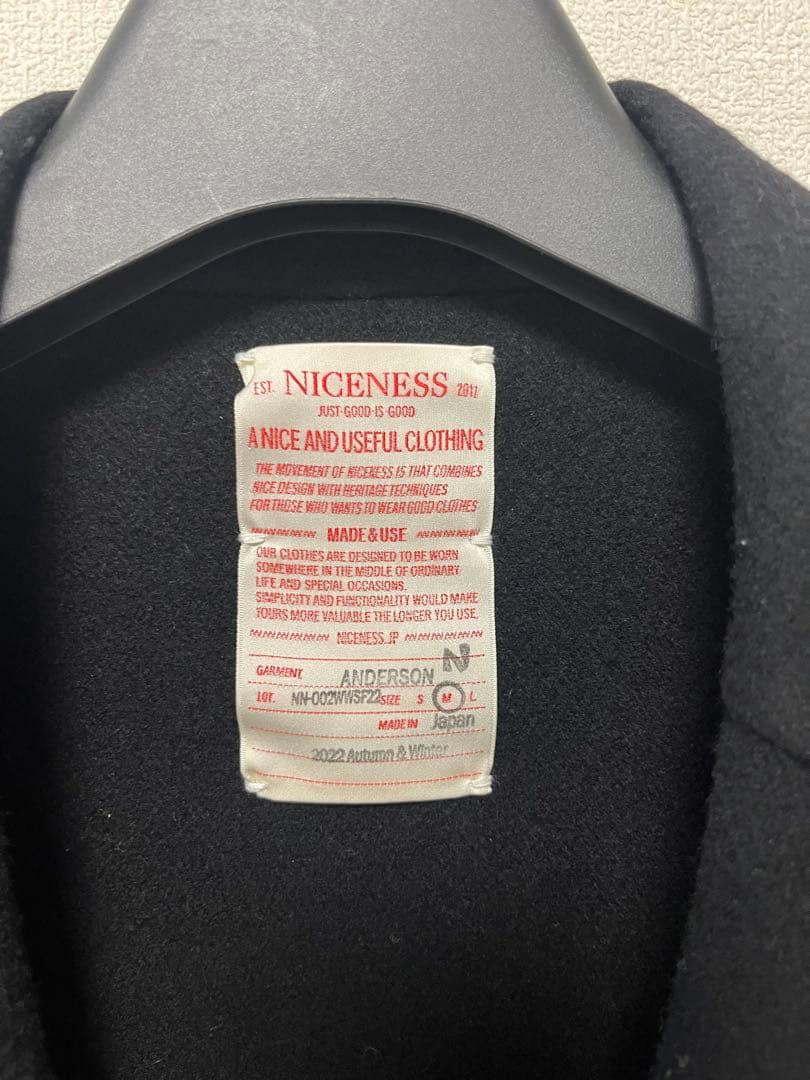 EST. NICENESS 2017
JUST·GOOD·IS·GOOD
A NICE AND USEFUL CLOTHING
THE MOVEMENT OF NICENESS IS THAT COMBINES
NICE DESIGN WITH HERITAGE TECHNIQUES
FOR THOSE WHO WANTS TO WEAR GOOD CLOTHES
MADE & USE
OUR CLOTHES ARE DESIGNED TO BE WORN
SOMEWHERE IN THE MIDDLE OF ORDINARY
LIFE AND SPECIAL OCCASIONS.
SIMPLICITY AND FUNCTIONALITY WOULD MAKE
YOURS MORE VALUABLE THE LONGER YOU USE.
NICENESS.JP
N
GARMENT ANDERSON
LOT. NN-002WWSF22 SIZE S M L
MADE IN Japan
2022 Autumn & Winter